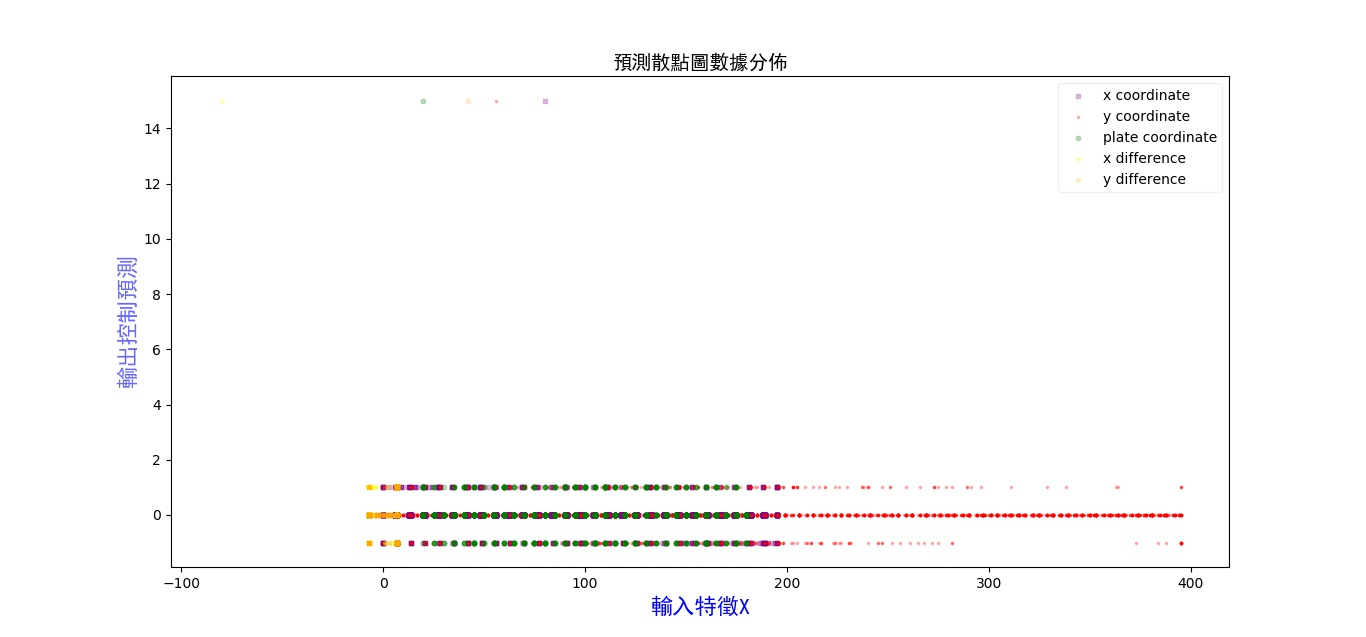 預測散點圖數據分佈
x coordinate
y coordinate
plate coordinate
x difference
y difference
14
12
10
8
6
4
2
0
輸出控制預測
−100 0 100 200 300 400
輸入特徵X